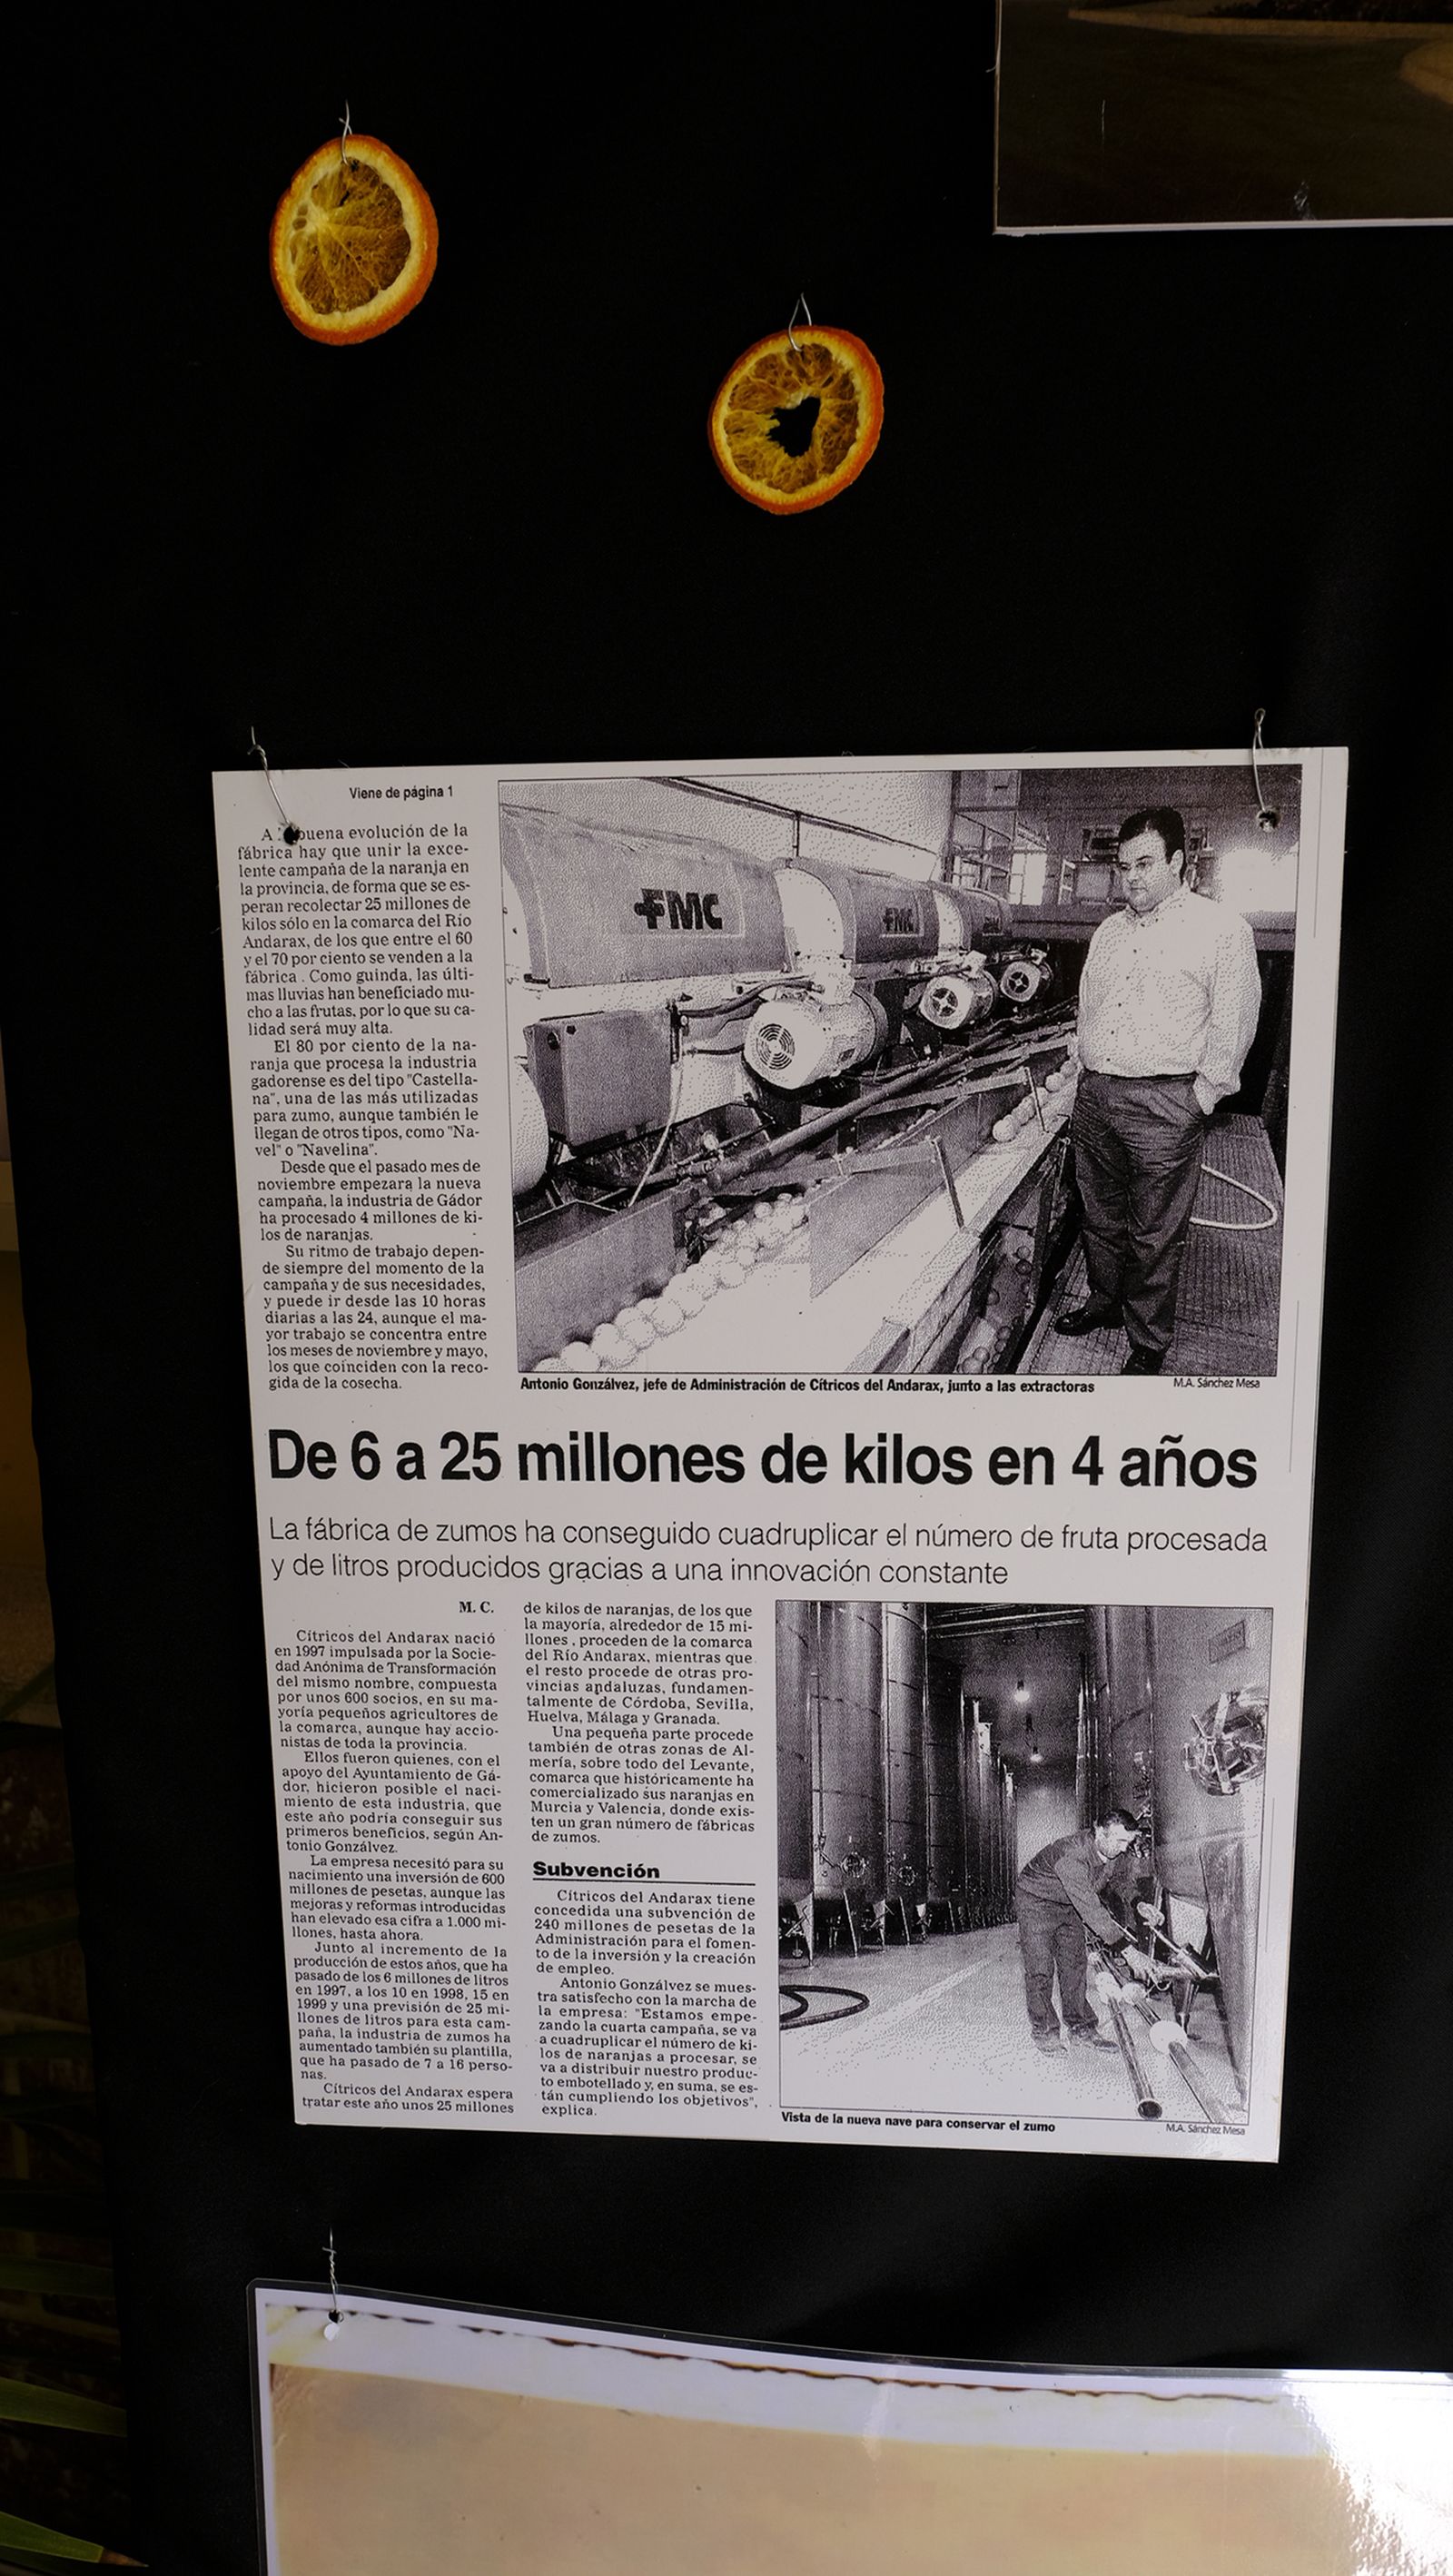 Viene de página 1
A buena evolución de la
fábrica hay que unir la exce-
lente campaña de la naranja en
la provincia, de forma que se es-
peran recolectar 25 millones de
kilos sólo en la comarca del Río
Andarax, de los que entre el 60
y el 70 por ciento se venden a la
fábrica . Como guinda, las últi-
mas lluvias han beneficiado mu-
cho a las frutas, por lo que su ca-
lidad será muy alta.
El 80 por ciento de la na-
ranja que procesa la industria
gadorense es del tipo "Castella-
na", una de las más utilizadas
para zumo, aunque también le
llegan de otros tipos, como "Na-
vel" o "Navelina".
Desde que el pasado mes de
noviembre empezara la nueva
campaña, la industria de Gádor
ha procesado 4 millones de ki-
los de naranjas.
Su ritmo de trabajo depen-
de siempre del momento de la
campaña y de sus necesidades,
y puede ir desde las 10 horas
diarias a las 24, aunque el ma-
yor trabajo se concentra entre
los meses de noviembre y mayo,
los que coinciden con la reco-
gida de la cosecha.
FMC
FMC
Antonio Gonzálvez, jefe de Administración de Cítricos del Andarax, junto a las extractoras
M.A. Sánchez Mesa
De 6 a 25 millones de kilos en 4 años
La fábrica de zumos ha conseguido cuadruplicar el número de fruta procesada
y de litros producidos gracias a una innovación constante
M. C.
Cítricos del Andarax nació
en 1997 impulsada por la Socie-
dad Anónima de Transformación
del mismo nombre, compuesta
por unos 600 socios, en su ma-
yoría pequeños agricultores de
la comarca, aunque hay accio-
nistas de toda la provincia.
Ellos fueron quienes, con el
apoyo del Ayuntamiento de Gá-
dor, hicieron posible el naci-
miento de esta industria, que
este año podría conseguir sus
primeros beneficios, según An-
tonio Gonzálvez.
La empresa necesitó para su
nacimiento una inversión de 600
millones de pesetas, aunque las
mejoras y reformas introducidas
han elevado esa cifra a 1.000 mi-
llones, hasta ahora.
Junto al incremento de la
producción de estos años, que ha
pasado de los 6 millones de litros
en 1997, a los 10 en 1998, 15 en
1999 y una previsión de 25 mi-
llones de litros para esta cam-
paña, la industria de zumos ha
aumentado también su plantilla,
que ha pasado de 7 a 16 perso-
nas.
Cítricos del Andarax espera
tratar este año unos 25 millones
de kilos de naranjas, de los que
la mayoría, alrededor de 15 mi-
llones , proceden de la comarca
del Río Andarax, mientras que
el resto procede de otras pro-
vincias andaluzas, fundamen-
talmente de Córdoba, Sevilla,
Huelva, Málaga y Granada.
Una pequeña parte procede
también de otras zonas de Al-
mería, sobre todo del Levante,
comarca que históricamente ha
comercializado sus naranjas en
Murcia y Valencia, donde exis-
ten un gran número de fábricas
de zumos.
Subvención
Cítricos del Andarax tiene
concedida una subvención de
240 millones de pesetas de la
Administración para el fomen-
to de la inversión y la creación
de empleo.
Antonio Gonzálvez se mues-
tra satisfecho con la marcha de
la empresa: "Estamos empe-
zando la cuarta campaña, se va
a cuadruplicar el número de ki-
los de naranjas a procesar, se
va a distribuir nuestro produc-
to embotellado y, en suma, se es-
tán cumpliendo los objetivos",
explica.
Vista de la nueva nave para conservar el zumo
M.A. Sánchez Mesa